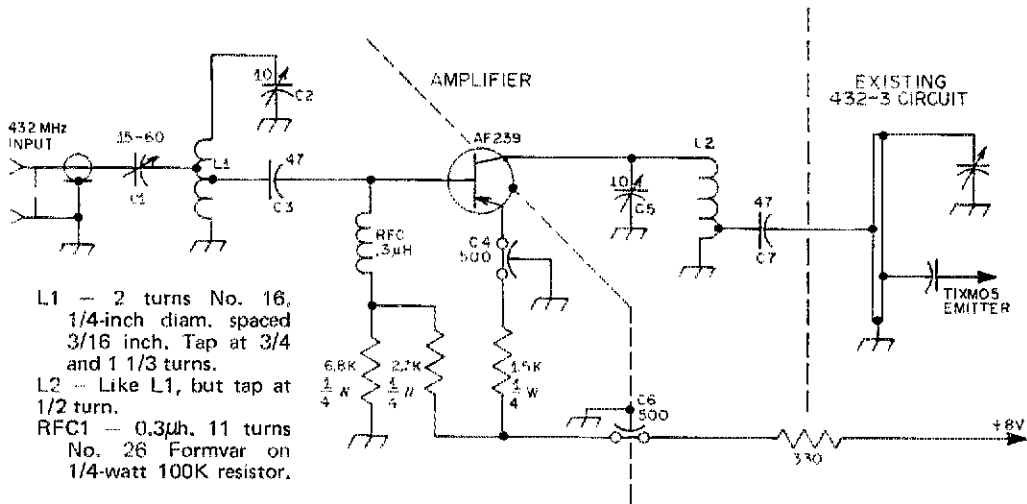 AMPLIFIER
EXISTING
432-3 CIRCUIT
432 MHz
INPUT
15-60
C1
L1
10
C2
47
C3
AF239
RFC
.3µH
C4
500
10
C5
L2
47
C7
TIXM05
EMITTER
6.8K
1/4 W
2.7K
1/4
1.5K
1/4 W
C6
500
330
+8V
L1 — 2 turns No. 16,
1/4-inch diam. spaced
3/16 inch. Tap at 3/4
and 1 1/3 turns.
L2 — Like L1, but tap at
1/2 turn.
RFC1 — 0.3µh. 11 turns
No. 26 Formvar on
1/4-watt 100K resistor.